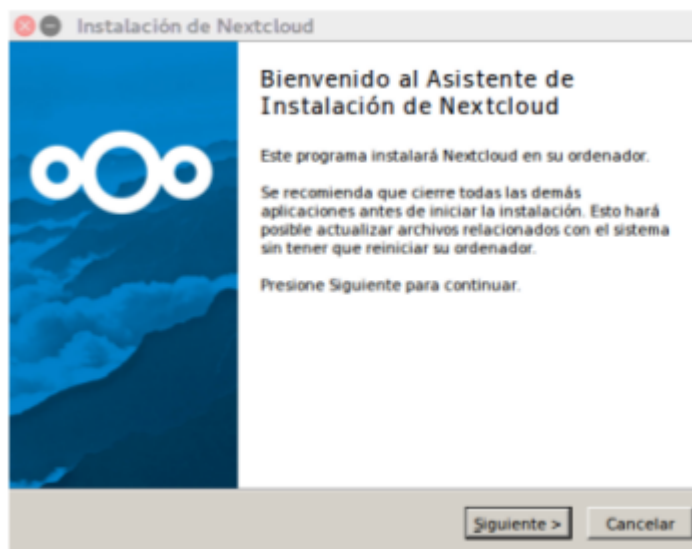 Instalación de Nextcloud
Bienvenido al Asistente de
Instalación de Nextcloud
Este programa instalará Nextcloud en su ordenador.
Se recomienda que cierre todas las demás
aplicaciones antes de iniciar la instalación. Esto hará
posible actualizar archivos relacionados con el sistema
sin tener que reiniciar su ordenador.
Presione Siguiente para continuar.
Siguiente >
Cancelar